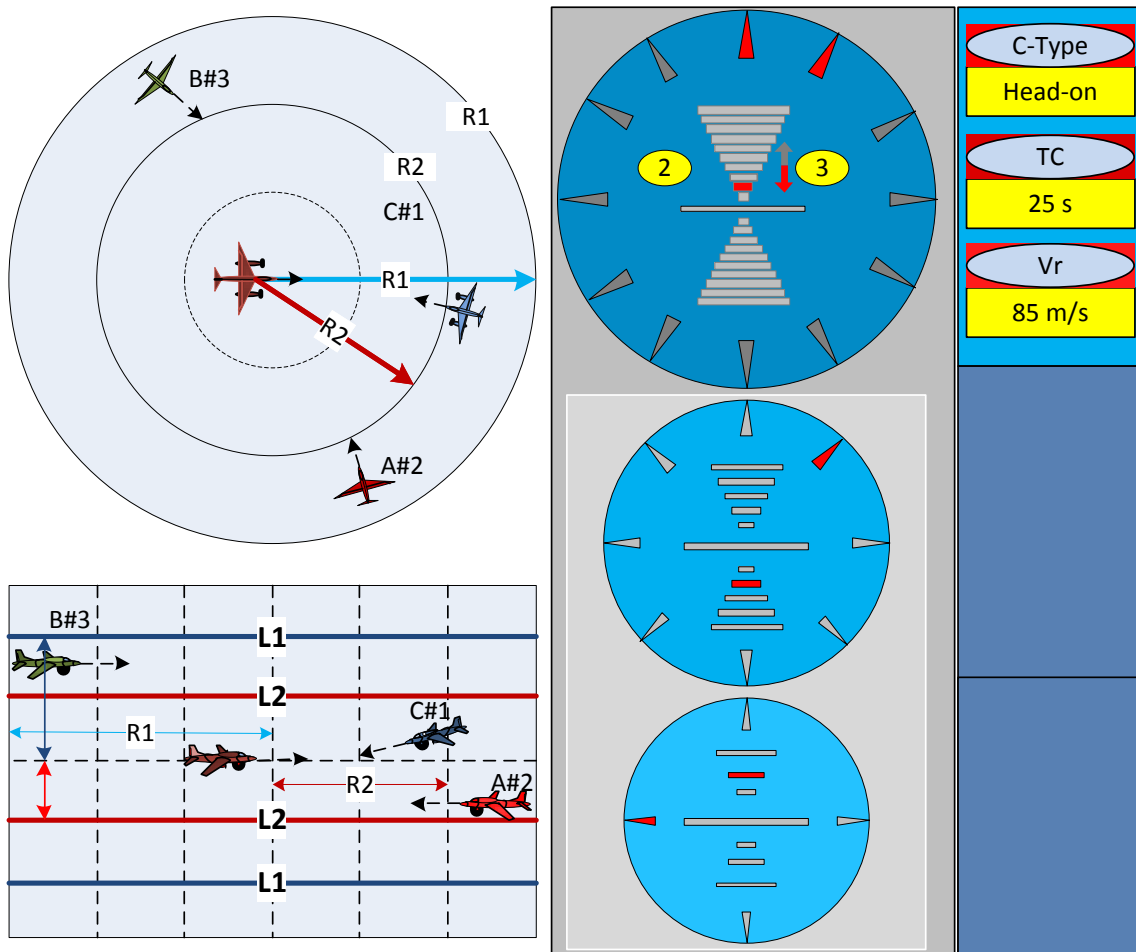 B#3
R1
R2
C#1
R1
R2
A#2
B#3
L1
L2
C#1
R1
R2
A#2
L2
L1
2
3
C-Type
Head-on
TC
25 s
Vr
85 m/s